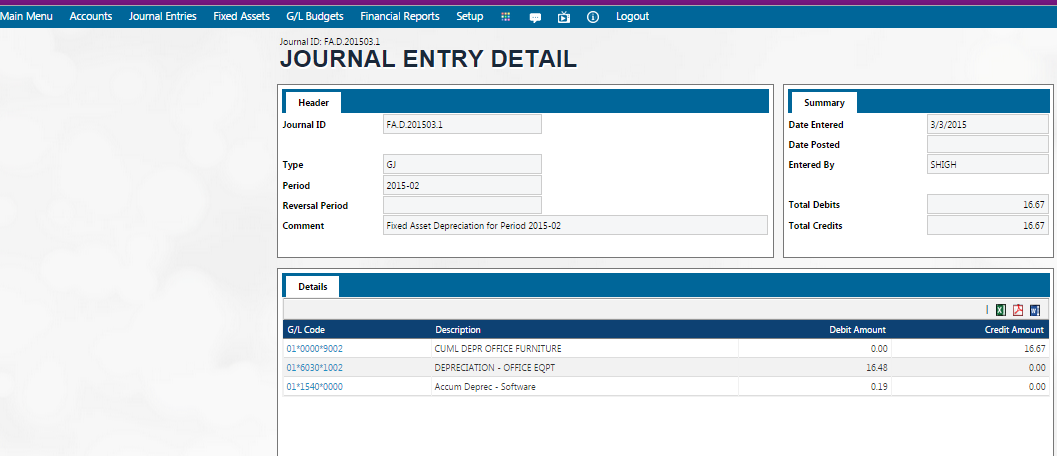 Main Menu Accounts Journal Entries Fixed Assets G/L Budgets Financial Reports Setup Logout
Journal ID: FA.D.201503.1
JOURNAL ENTRY DETAIL
Header
Journal ID FA.D.201503.1
Type GJ
Period 2015-02
Reversal Period
Comment Fixed Asset Depreciation for Period 2015-02
Summary
Date Entered 3/3/2015
Date Posted
Entered By SHIGH
Total Debits 16.67
Total Credits 16.67
Details
G/L Code Description Debit Amount Credit Amount
01*0000*9002 CUML DEPR OFFICE FURNITURE 0.00 16.67
01*6030*1002 DEPRECIATION - OFFICE EQPT 16.48 0.00
01*1540*0000 Accum Deprec - Software 0.19 0.00